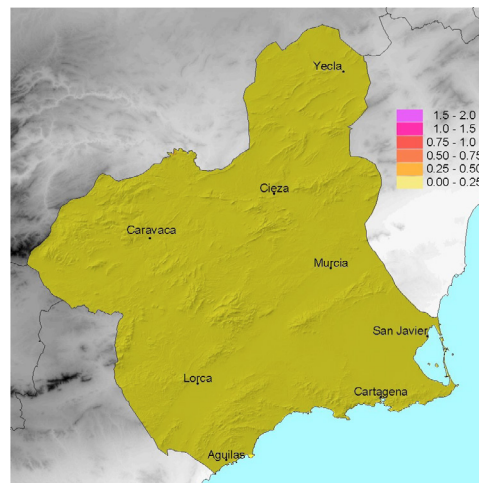 Yecla
1.5 - 2.0
1.0 - 1.5
0.75 - 1.0
0.50 - 0.75
0.25 - 0.50
0.00 - 0.25
Cieza
Caravaca
Murcia
San Javier
Lorca
Cartagena
Aguilas